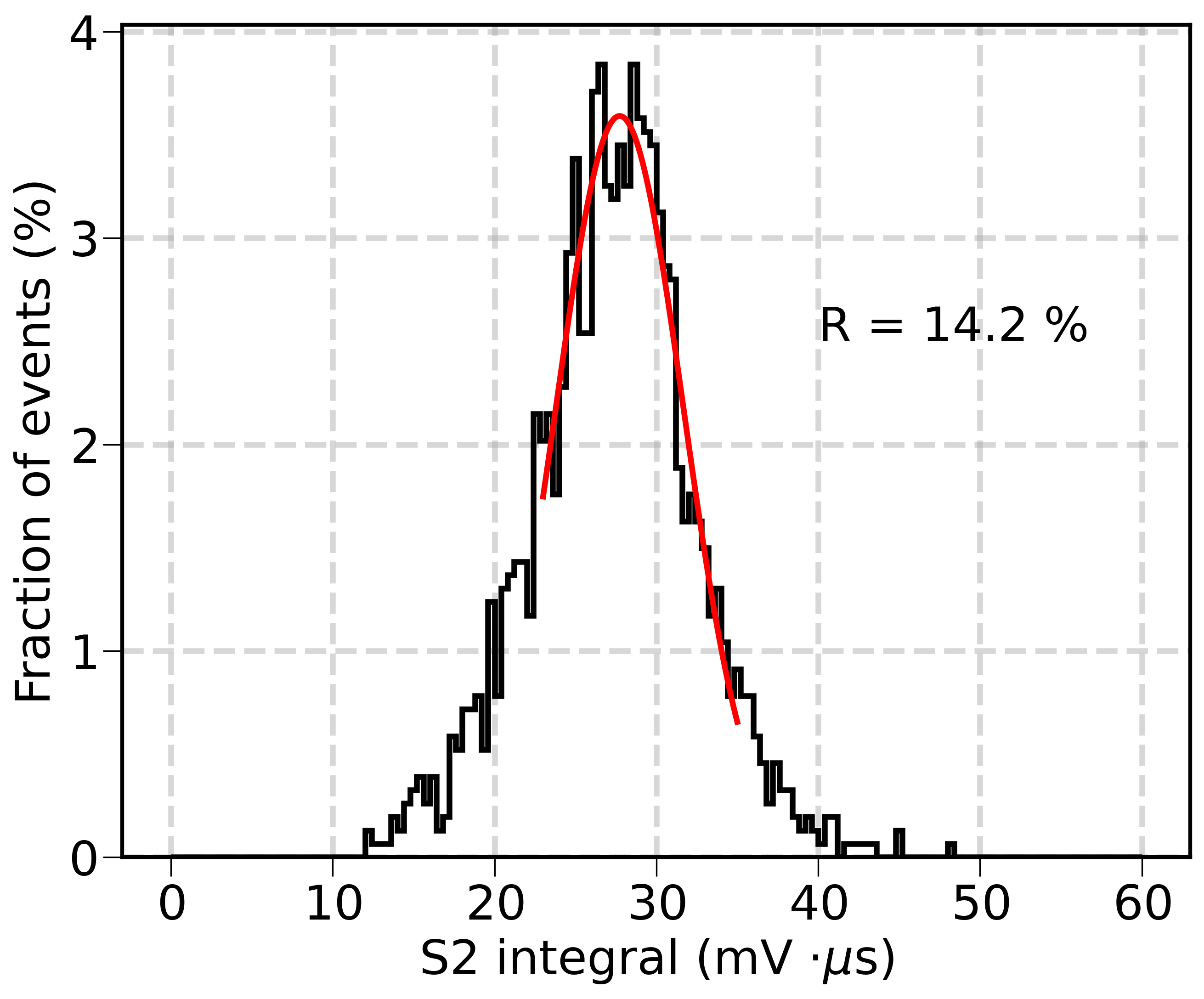 4
3
2
1
0
Fraction of events (%)
R = 14.2 %
0 10 20 30 40 50 60
S2 integral (mV ·μs)